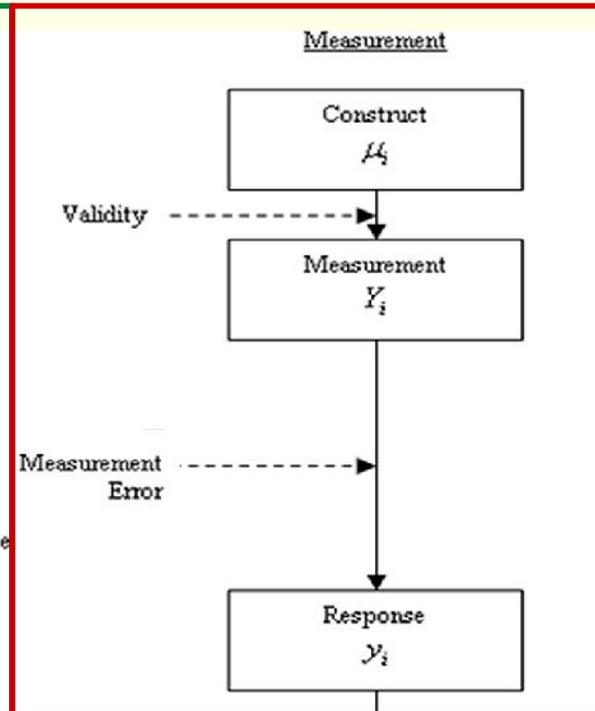 Measurement
Construct
μᵢ
Validity
Measurement
Yᵢ
Measurement
Error
e
Response
yᵢ